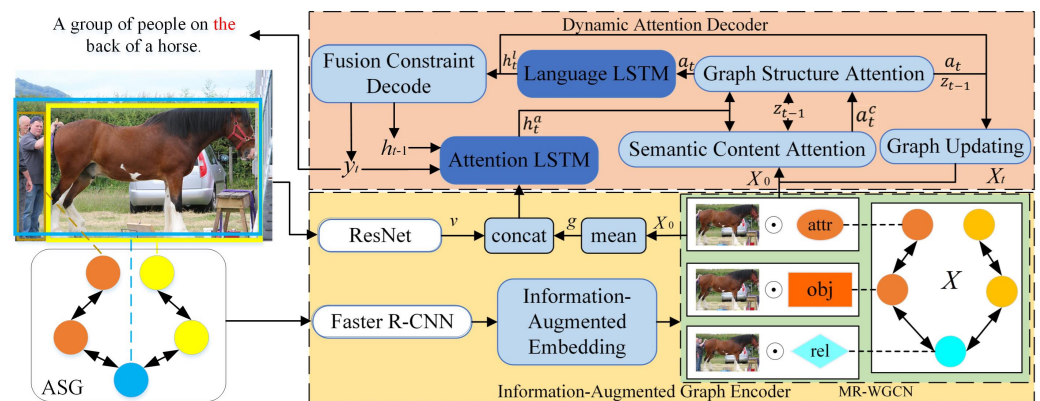 A group of people on the
back of a horse.
Dynamic Attention Decoder
Fusion Constraint
Decode
h_t^l
Language LSTM
a_t
Graph Structure Attention
a_t
z_{t-1}
h_t^a
z_{t-1}
a_t^c
h_{t-1}
y_t
Attention LSTM
Semantic Content Attention
Graph Updating
X_0
X_t
ResNet
v
concat
g
mean
X_0
attr
obj
rel
X
Faster R-CNN
Information-
Augmented
Embedding
ASG
Information-Augmented Graph Encoder
MR-WGCN